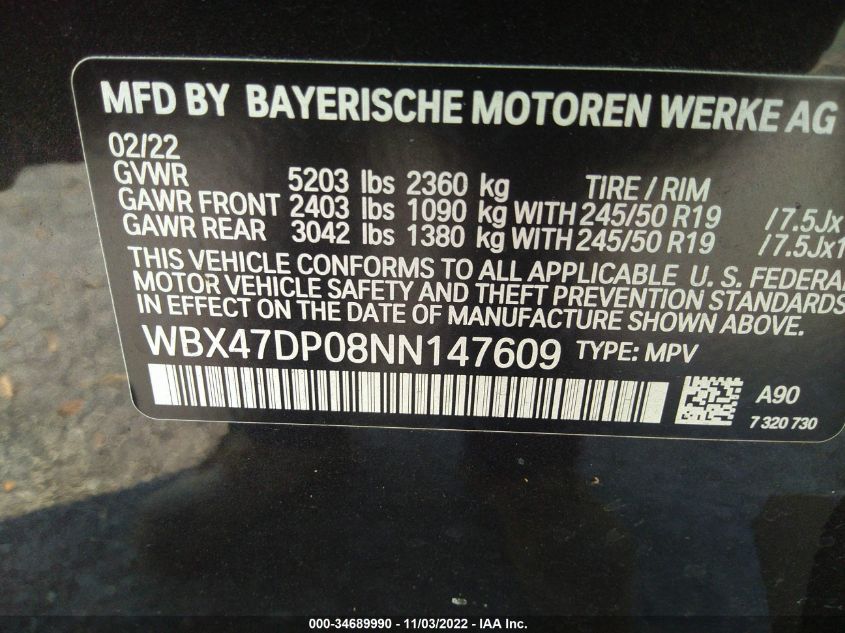 MFD BY BAYERISCHE MOTOREN WERKE AG
02/22
GVWR 5203 lbs 2360 kg TIRE / RIM
GAWR FRONT 2403 lbs 1090 kg WITH 245/50 R19 /7.5Jx
GAWR REAR 3042 lbs 1380 kg WITH 245/50 R19 /7.5Jx1
THIS VEHICLE CONFORMS TO ALL APPLICABLE U. S. FEDERAL
MOTOR VEHICLE SAFETY AND THEFT PREVENTION STANDARDS
IN EFFECT ON THE DATE OF MANUFACTURE SHOWN ABOVE.
WBX47DP08NN147609 TYPE: MPV
A90
7 320 730
000-34689990 - 11/03/2022 - IAA Inc.